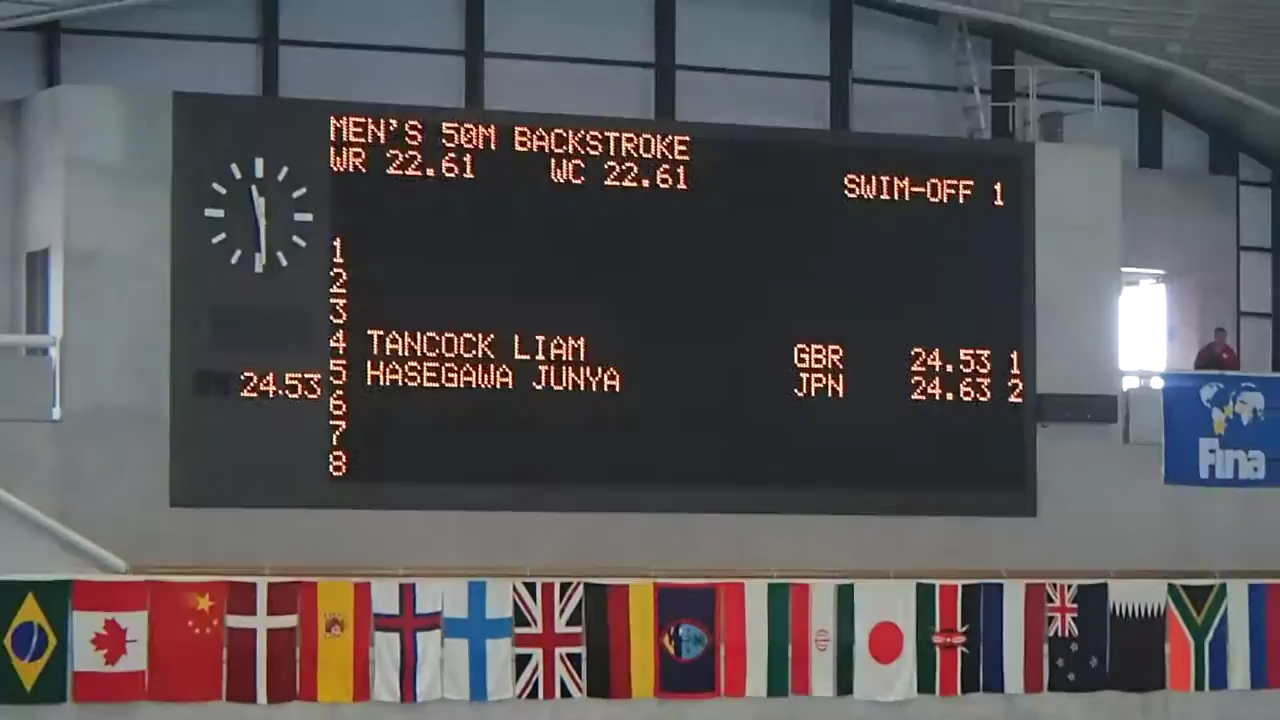 MEN'S 50M BACKSTROKE
WR 22.61 WC 22.61
SWIM-OFF 1
1
2
3
4 TANCOCK LIAM GBR 24.53 1
24.53 5 HASEGAWA JUNYA JPN 24.63 2
6
7
8
Fina